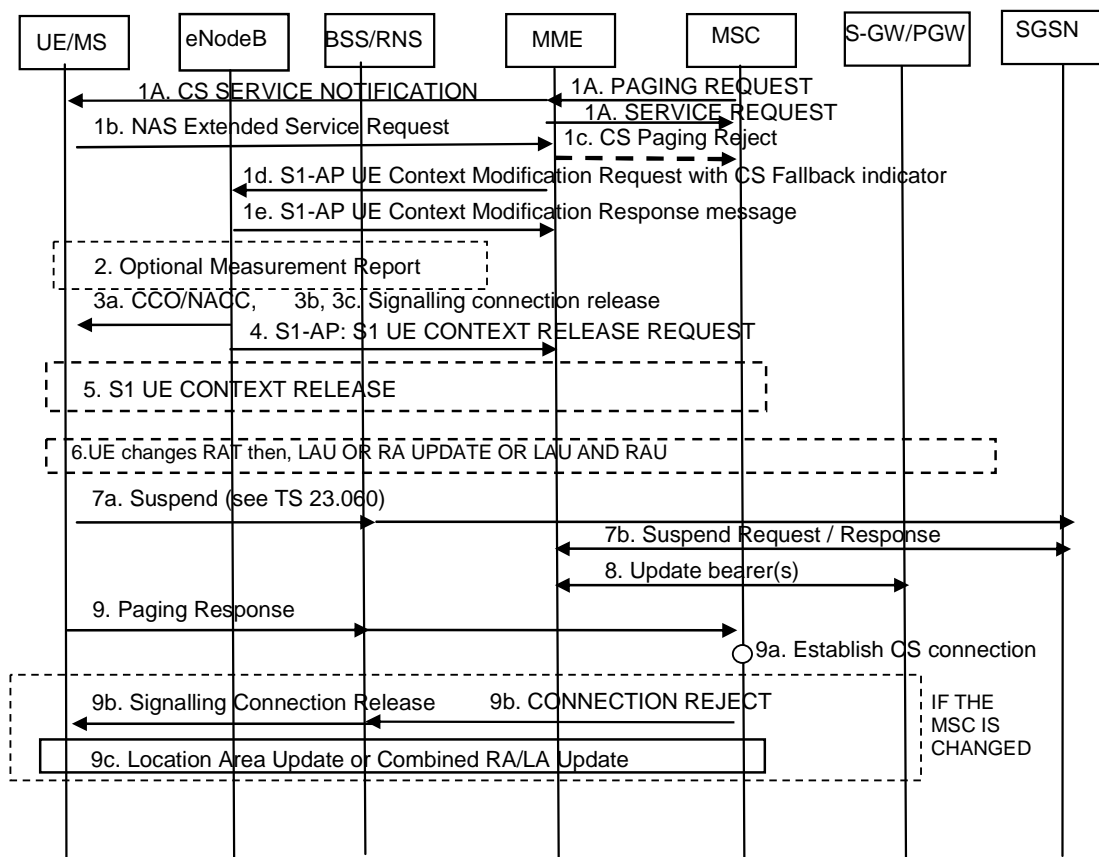 UE/MS
eNodeB
BSS/RNS
MME
MSC
S-GW/PGW
SGSN
1A. CS SERVICE NOTIFICATION
1A. PAGING REQUEST
1A. SERVICE REQUEST
1b. NAS Extended Service Request
1c. CS Paging Reject
1d. S1-AP UE Context Modification Request with CS Fallback indicator
1e. S1-AP UE Context Modification Response message
2. Optional Measurement Report
3a. CCO/NACC, 3b, 3c. Signalling connection release
4. S1-AP: S1 UE CONTEXT RELEASE REQUEST
5. S1 UE CONTEXT RELEASE
6.UE changes RAT then, LAU OR RA UPDATE OR LAU AND RAU
7a. Suspend (see TS 23.060)
7b. Suspend Request / Response
8. Update bearer(s)
9. Paging Response
9a. Establish CS connection
9b. Signalling Connection Release
9b. CONNECTION REJECT
IF THE
MSC IS
CHANGED
9c. Location Area Update or Combined RA/LA Update